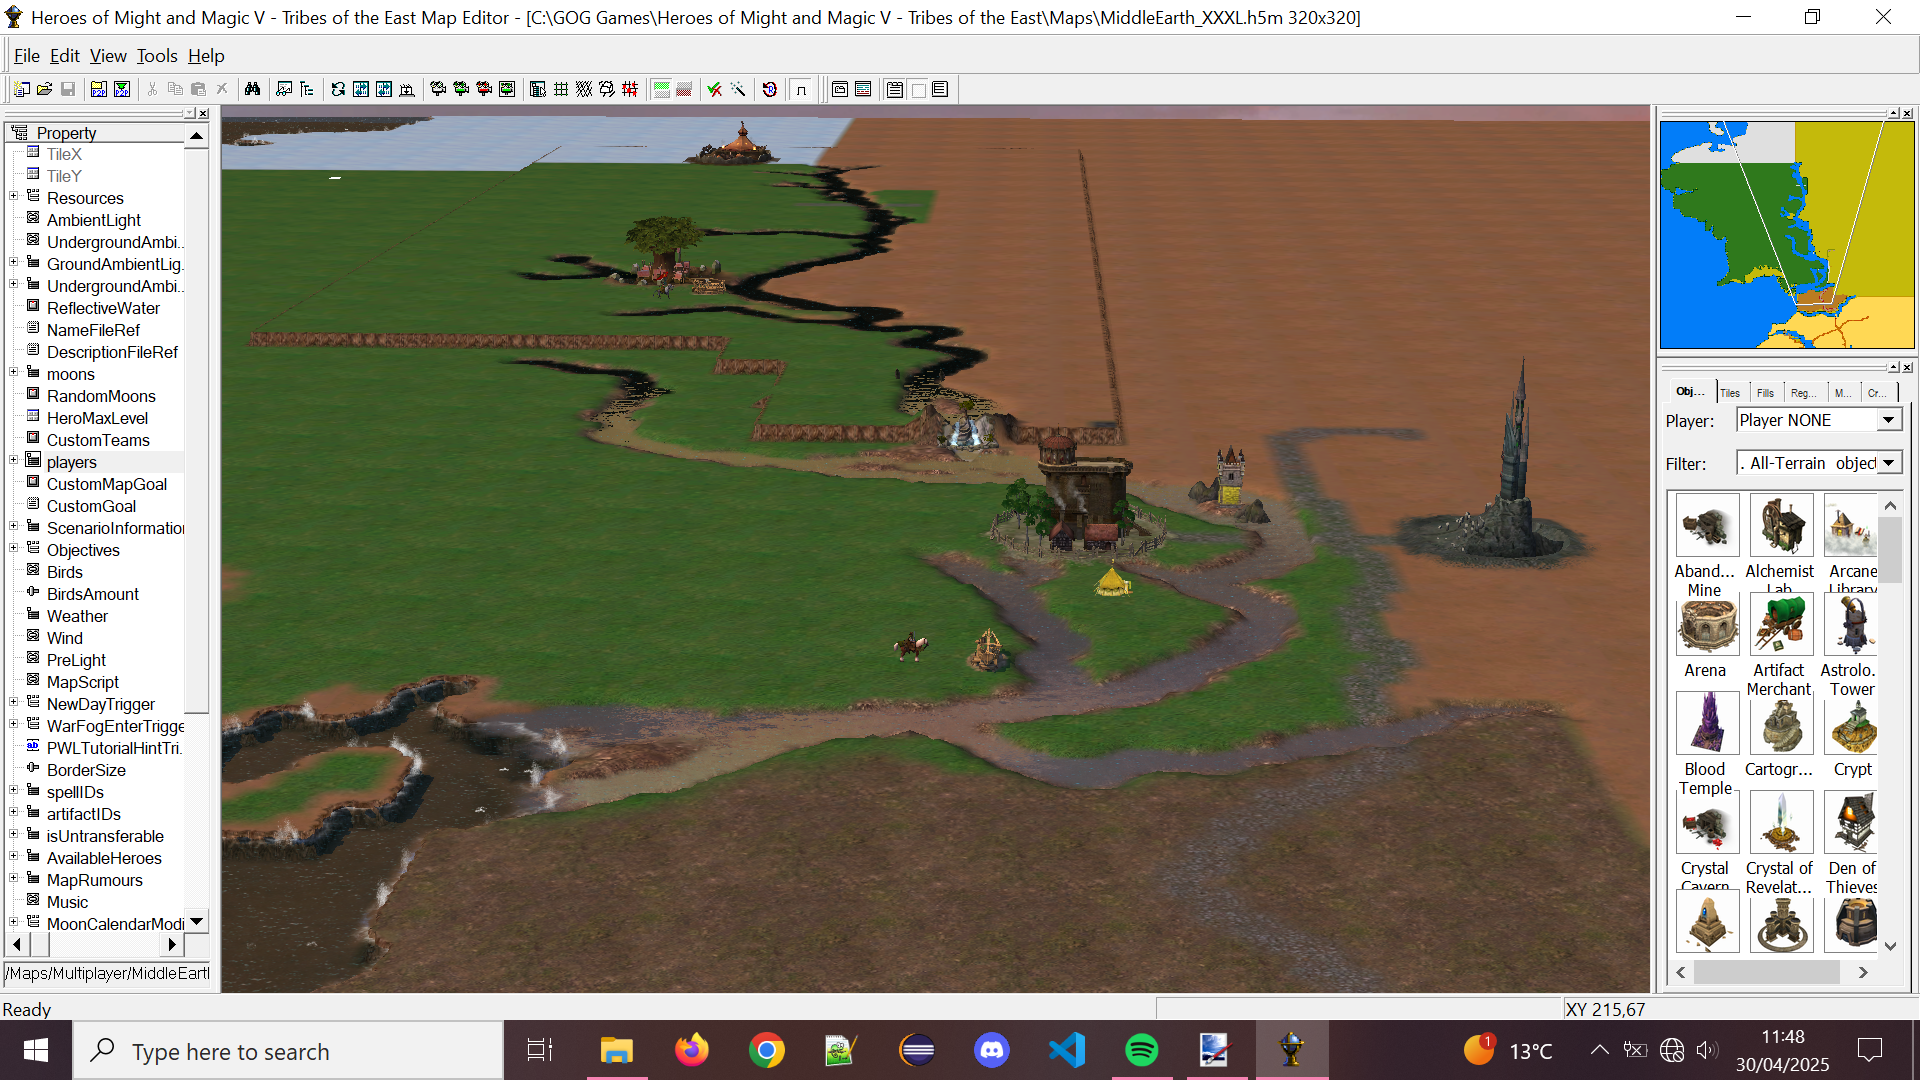 Heroes of Might and Magic V - Tribes of the East Map Editor - [C:\GOG Games\Heroes of Might and Magic V - Tribes of the East\Maps\MiddleEarth_XXXL.h5m 320x320]
File Edit View Tools Help
Property
TileX
TileY
Resources
AmbientLight
UndergroundAmbi..
GroundAmbientLig.
UndergroundAmbi..
ReflectiveWater
NameFileRef
DescriptionFileRef
moons
RandomMoons
HeroMaxLevel
CustomTeams
players
CustomMapGoal
CustomGoal
ScenarioInformation
Objectives
Birds
BirdsAmount
Weather
Wind
PreLight
MapScript
NewDayTrigger
WarFogEnterTrigge
PWLTutorialHintTri.
BorderSize
spellIDs
artifactIDs
isUntransferable
AvailableHeroes
MapRumours
Music
MoonCalendarModi
/Maps/Multiplayer/MiddleEartl
Obj... Tiles Fills Reg... M... Cr...
Player: Player NONE
Filter: . All-Terrain object
Aband... Mine
Alchemist Lab
Arcane Library
Arena
Artifact Merchant
Astrolo. Tower
Blood Temple
Cartogr...
Crypt
Crystal Cavern
Crystal of Revelat...
Den of Thieves
Ready
XY 215,67
Type here to search
1
13°C
11:48
30/04/2025